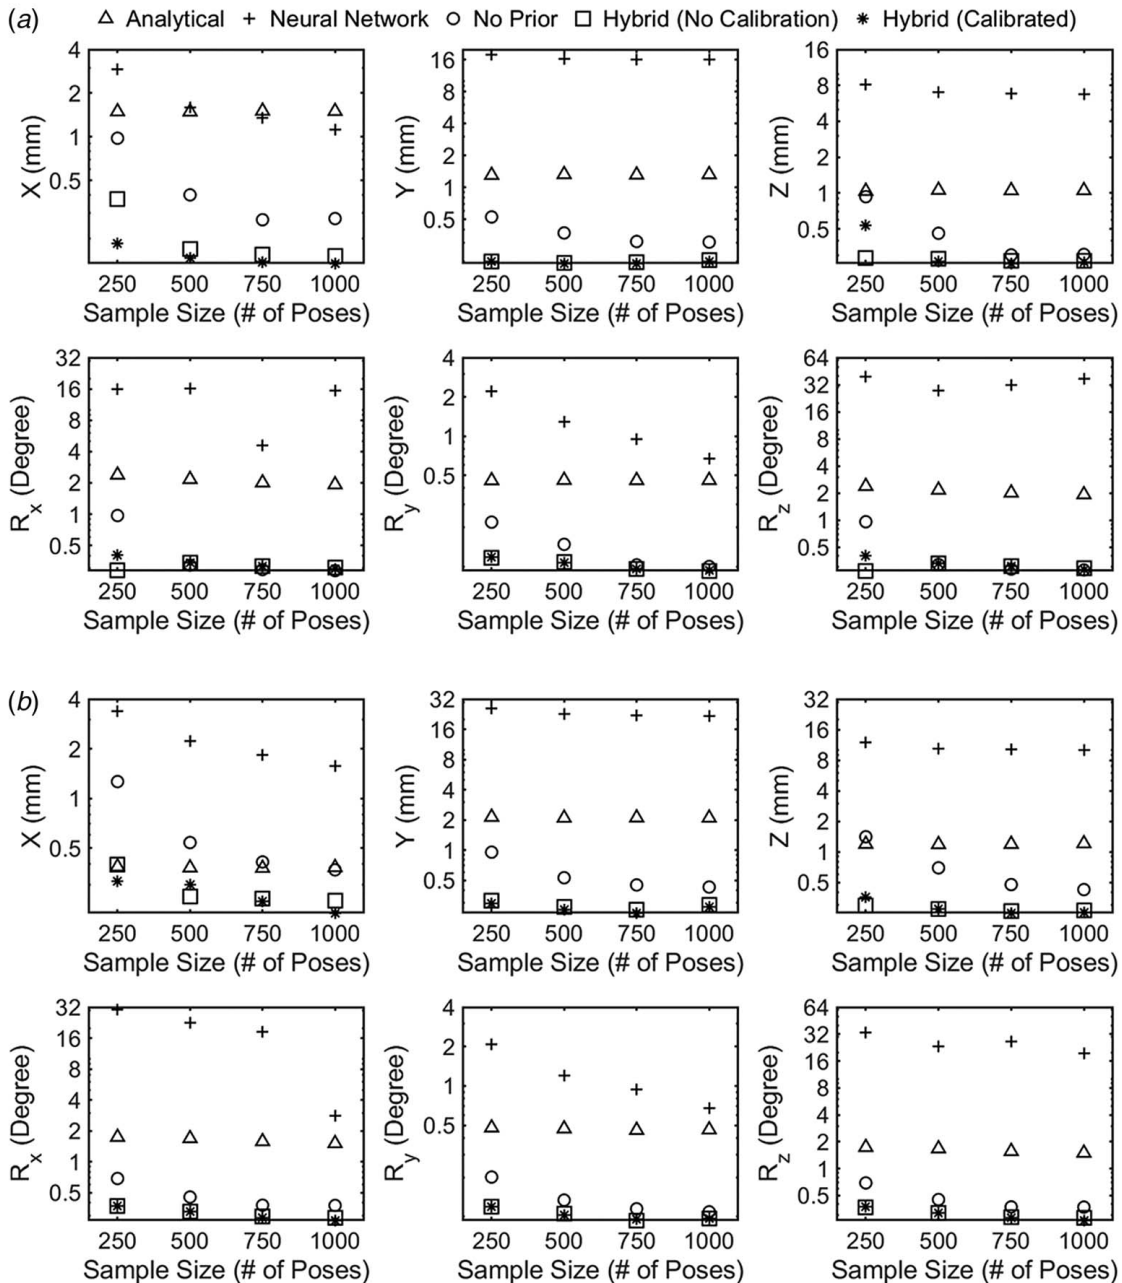 (a) Analytical Neural Network No Prior Hybrid (No Calibration) Hybrid (Calibrated)
4 2 1 0.5
X (mm)
250 500 750 1000
Sample Size (# of Poses)
16 8 4 2 1 0.5
Y (mm)
250 500 750 1000
Sample Size (# of Poses)
16 8 4 2 1 0.5
Z (mm)
250 500 750 1000
Sample Size (# of Poses)
32 16 8 4 2 1 0.5
Rx (Degree)
250 500 750 1000
Sample Size (# of Poses)
4 2 1 0.5
Ry (Degree)
250 500 750 1000
Sample Size (# of Poses)
64 32 16 8 4 2 1 0.5
Rz (Degree)
250 500 750 1000
Sample Size (# of Poses)
(b)
4 2 1 0.5
X (mm)
250 500 750 1000
Sample Size (# of Poses)
32 16 8 4 2 1 0.5
Y (mm)
250 500 750 1000
Sample Size (# of Poses)
32 16 8 4 2 1 0.5
Z (mm)
250 500 750 1000
Sample Size (# of Poses)
32 16 8 4 2 1 0.5
Rx (Degree)
250 500 750 1000
Sample Size (# of Poses)
4 2 1 0.5
Ry (Degree)
250 500 750 1000
Sample Size (# of Poses)
64 32 16 8 4 2 1 0.5
Rz (Degree)
250 500 750 1000
Sample Size (# of Poses)